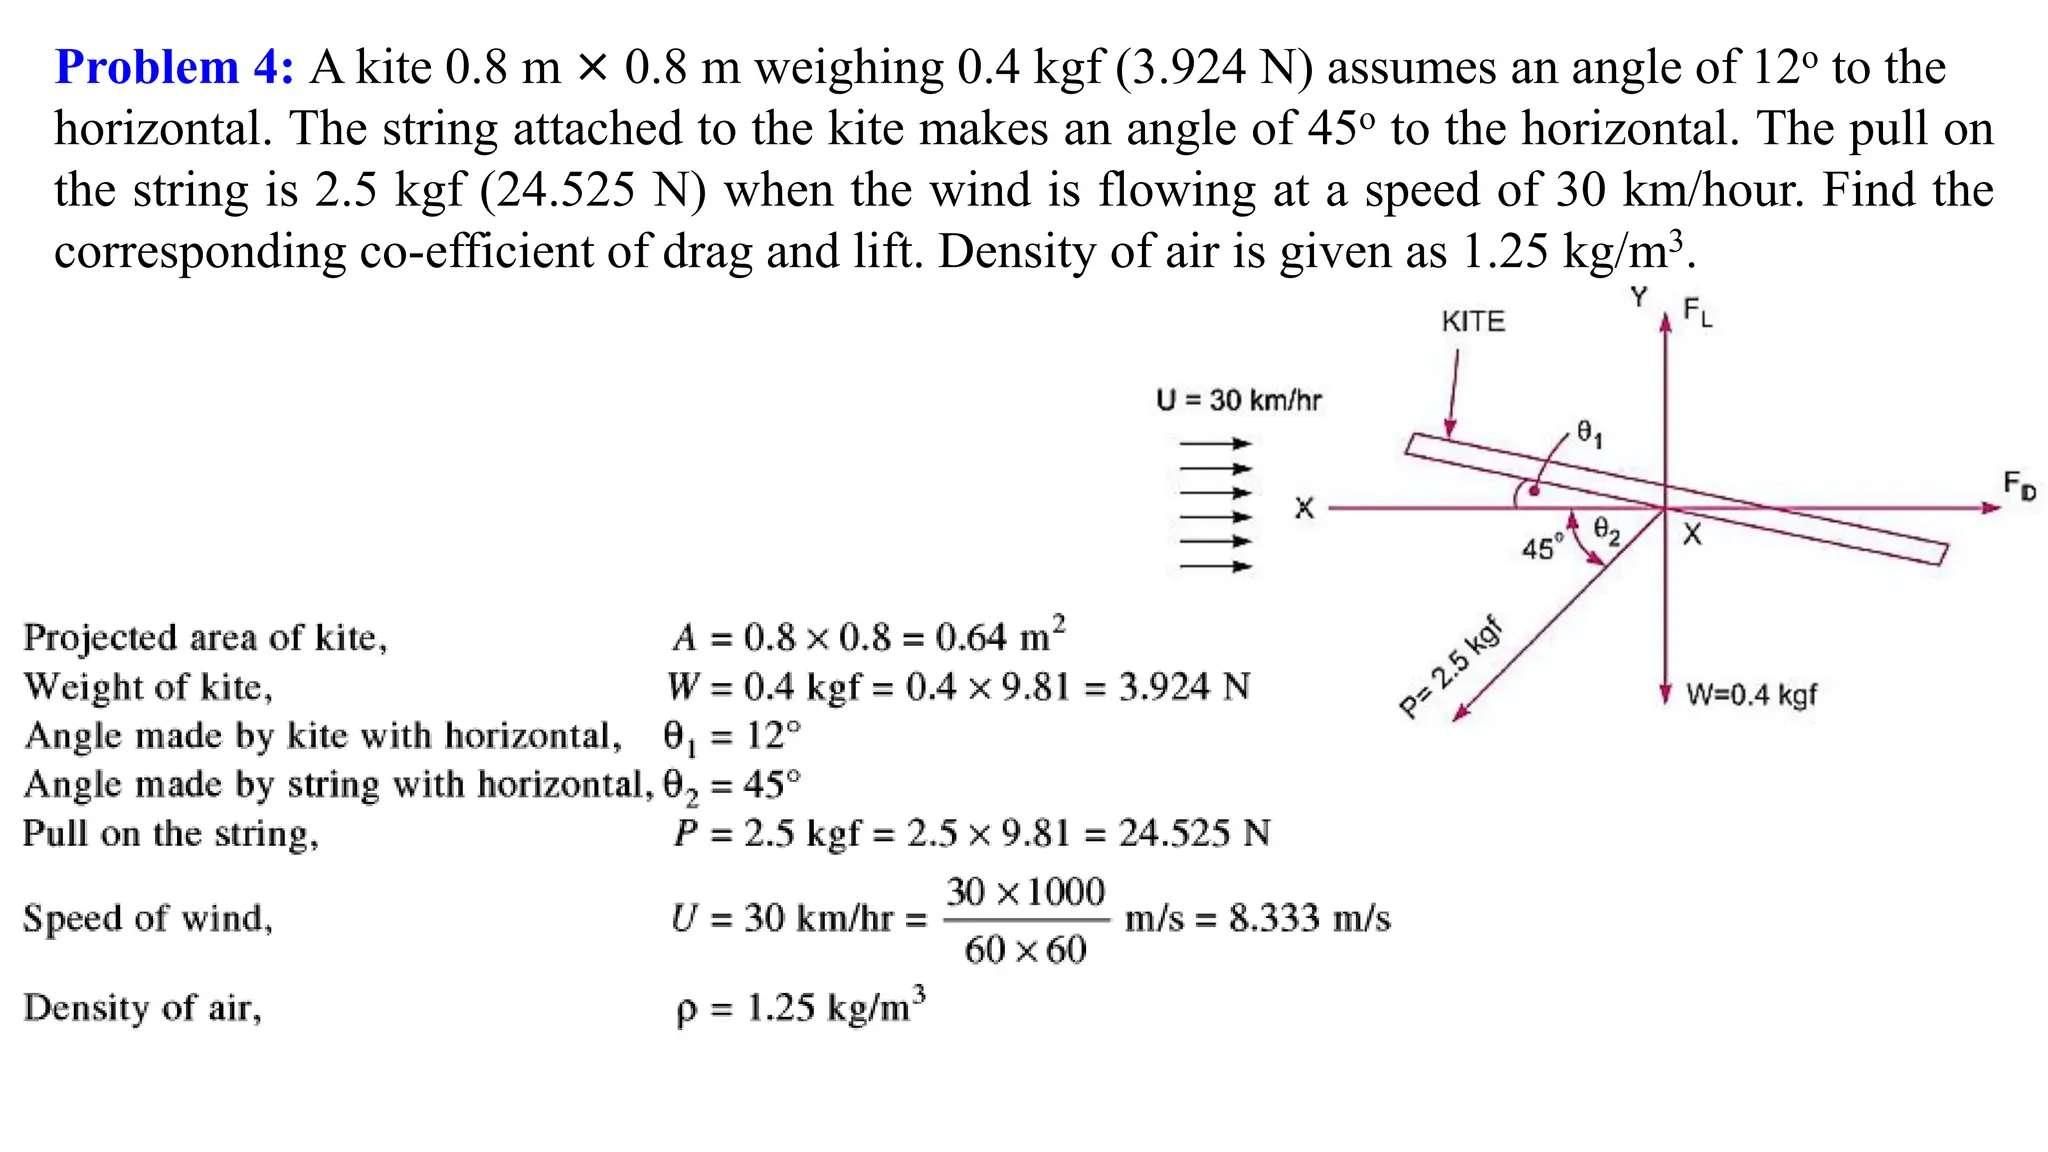 Problem 4: A kite 0.8 m × 0.8 m weighing 0.4 kgf (3.924 N) assumes an angle of 12ᵒ to the
horizontal. The string attached to the kite makes an angle of 45ᵒ to the horizontal. The pull on
the string is 2.5 kgf (24.525 N) when the wind is flowing at a speed of 30 km/hour. Find the
corresponding co-efficient of drag and lift. Density of air is given as 1.25 kg/m³.
Y
F_L
KITE
U = 30 km/hr
θ₁
F_D
X
45°
θ₂
X
P= 2.5 kgf
W=0.4 kgf
Projected area of kite, A = 0.8 × 0.8 = 0.64 m²
Weight of kite, W = 0.4 kgf = 0.4 × 9.81 = 3.924 N
Angle made by kite with horizontal, θ₁ = 12°
Angle made by string with horizontal, θ₂ = 45°
Pull on the string, P = 2.5 kgf = 2.5 × 9.81 = 24.525 N
Speed of wind, U = 30 km/hr = (30 × 1000)/(60 × 60) m/s = 8.333 m/s
Density of air, ρ = 1.25 kg/m³